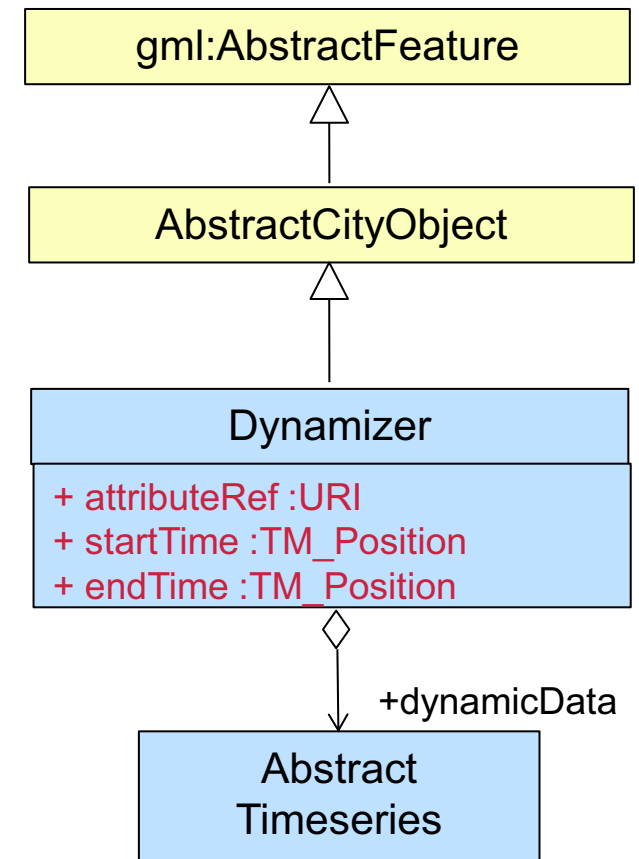 gml:AbstractFeature
AbstractCityObject
Dynamizer
+ attributeRef :URI
+ startTime :TM_Position
+ endTime :TM_Position
+dynamicData
Abstract
Timeseries